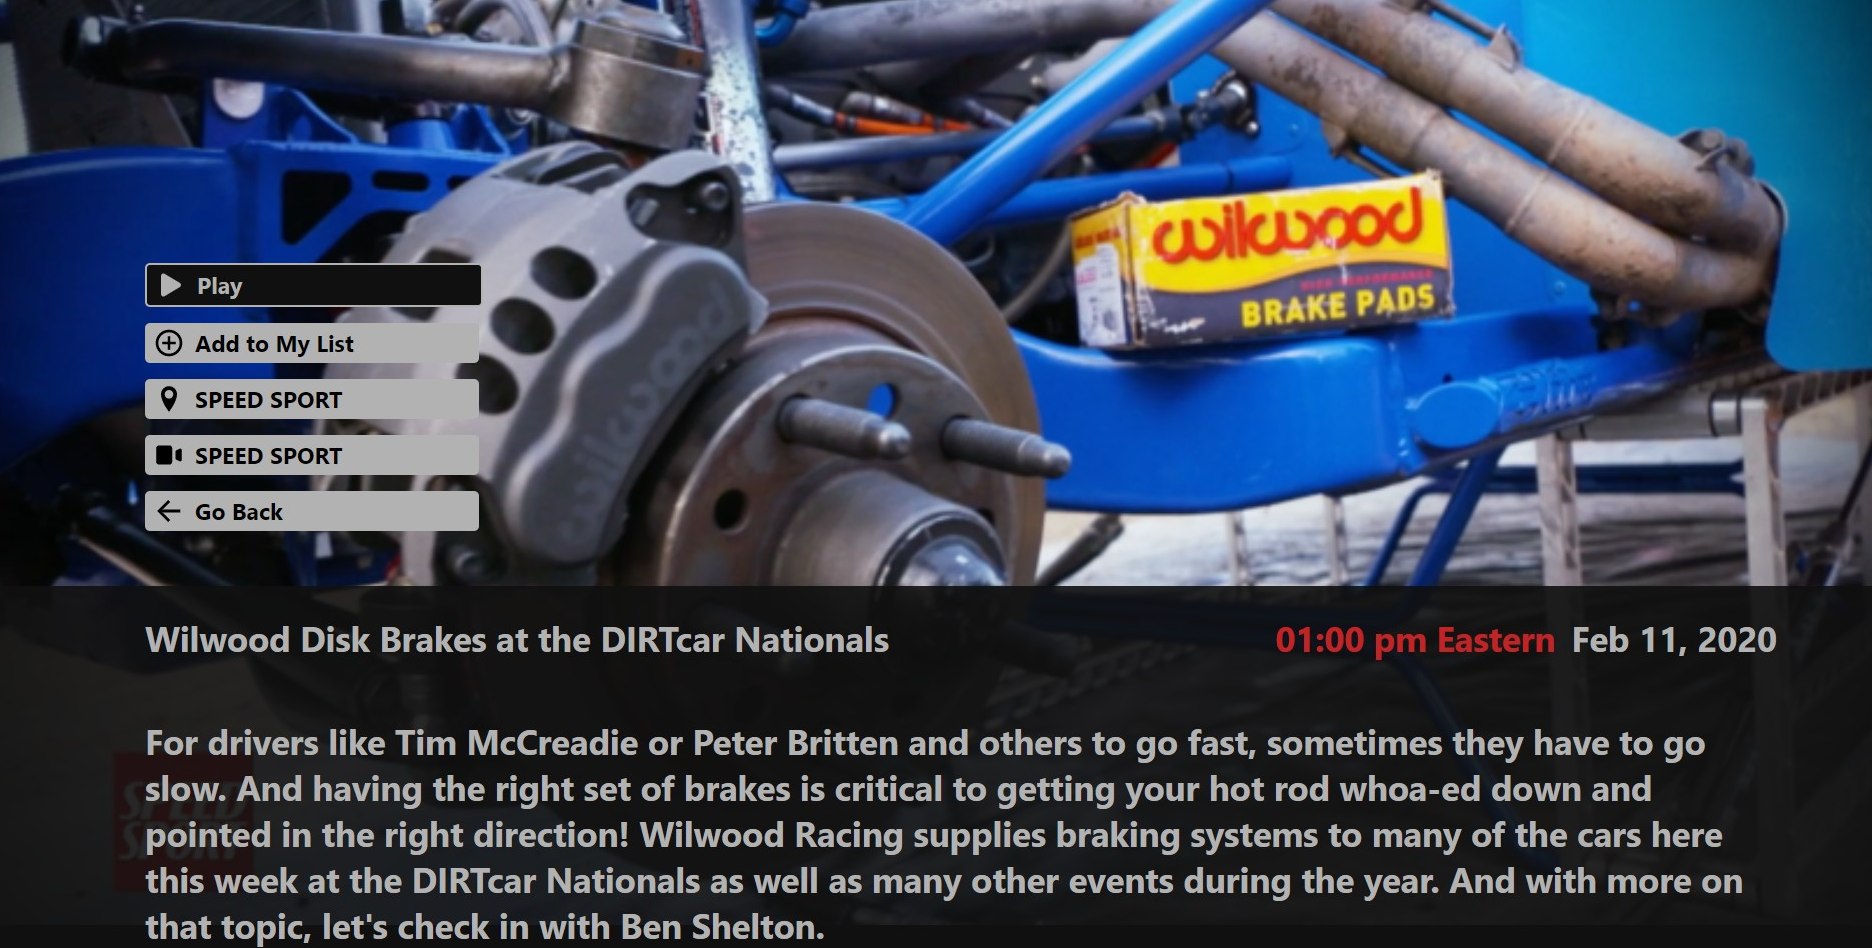 wilwood
HIGH PERFORMANCE
BRAKE PADS
wilwood
Play
Add to My List
SPEED SPORT
SPEED SPORT
Go Back
Wilwood Disk Brakes at the DIRTcar Nationals
01:00 pm Eastern Feb 11, 2020
For drivers like Tim McCreadie or Peter Britten and others to go fast, sometimes they have to go
slow. And having the right set of brakes is critical to getting your hot rod whoa-ed down and
pointed in the right direction! Wilwood Racing supplies braking systems to many of the cars here
this week at the DIRTcar Nationals as well as many other events during the year. And with more on
that topic, let's check in with Ben Shelton.
SPEED
SPORT